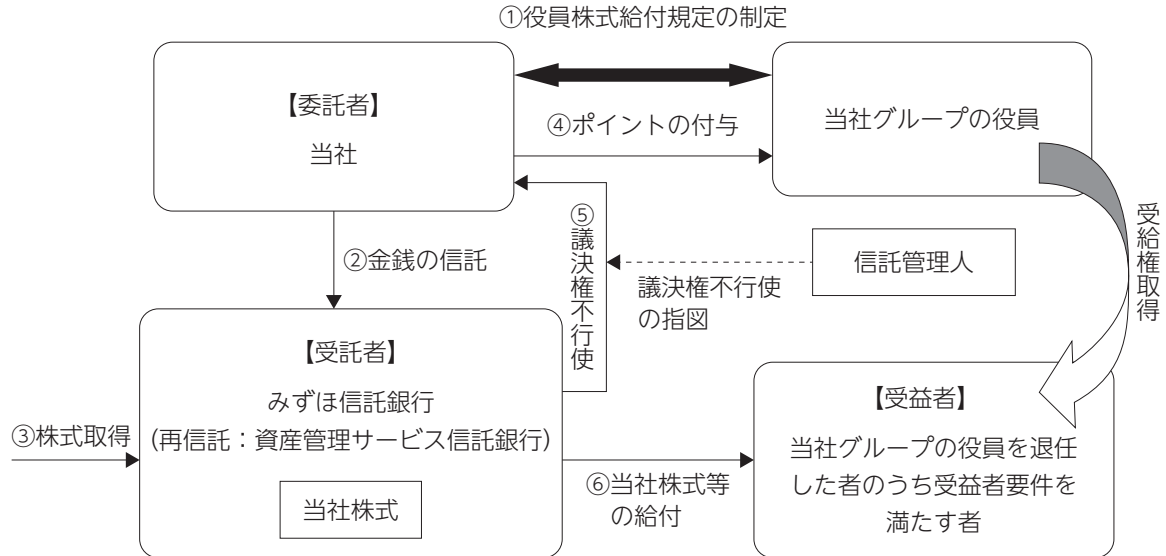 ①役員株式給付規定の制定
【委託者】
当社
④ポイントの付与
当社グループの役員
②金銭の信託
⑤議決権不行使
議決権不行使
の指図
信託管理人
受給権取得
③株式取得
【受託者】
みずほ信託銀行
(再信託：資産管理サービス信託銀行)
当社株式
⑥当社株式等
の給付
【受益者】
当社グループの役員を退任
した者のうち受益者要件を
満たす者